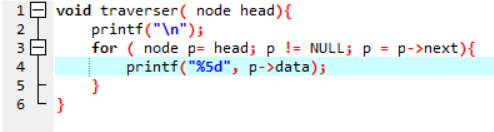 1 void traverser( node head){
2     printf("\n");
3     for ( node p= head; p != NULL; p = p->next){
4         printf("%5d", p->data);
5     }
6 }